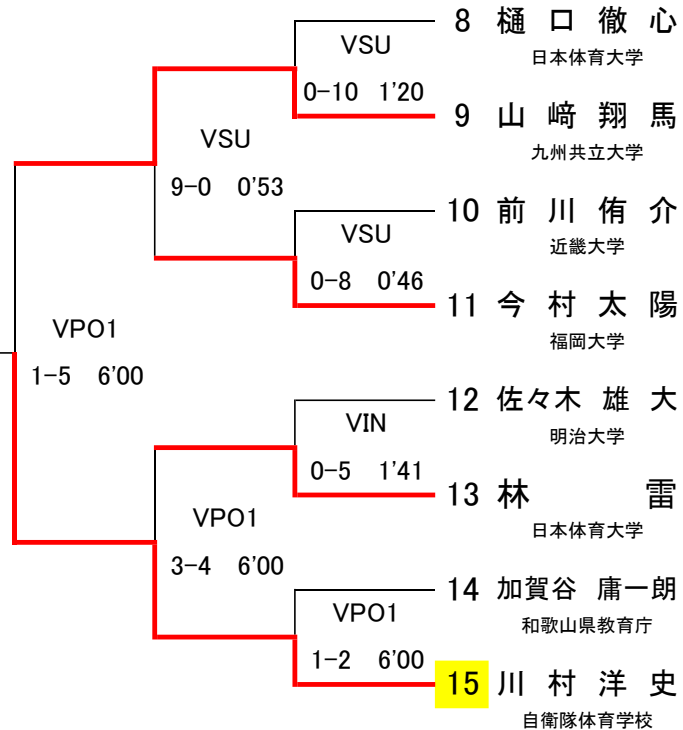 8 樋口徹心
日本体育大学
VSU
0-10 1'20
9 山﨑翔馬
九州共立大学
VSU
9-0 0'53
10 前川侑介
近畿大学
VSU
0-8 0'46
11 今村太陽
福岡大学
VPO1
1-5 6'00
12 佐々木雄大
明治大学
VIN
0-5 1'41
13 林雷
日本体育大学
VPO1
3-4 6'00
14 加賀谷庸一朗
和歌山県教育庁
VPO1
1-2 6'00
15 川村洋史
自衛隊体育学校